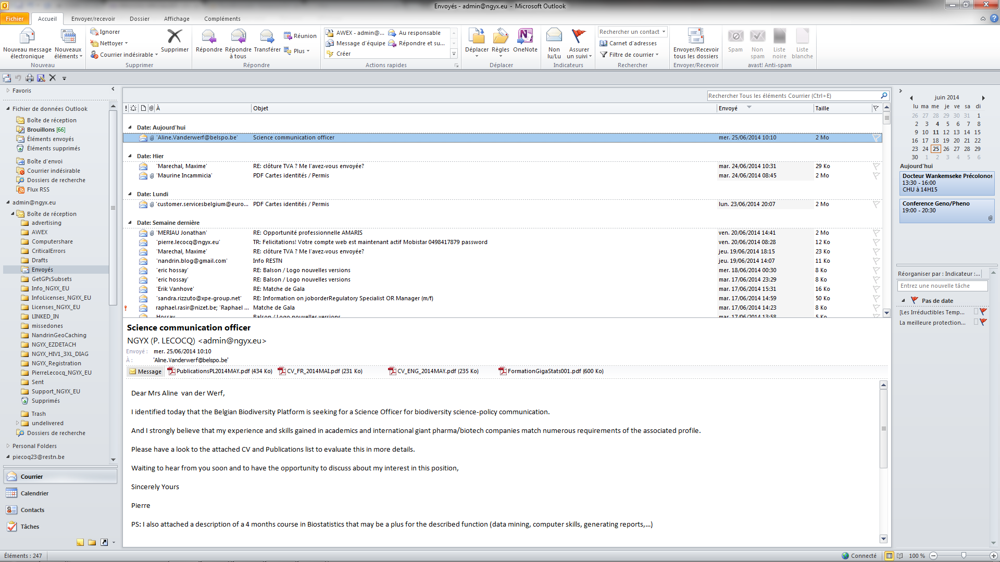 Envoyés - admin@ngyx.eu - Microsoft Outlook
Fichier Accueil Envoyer/recevoir Dossier Affichage Compléments
Nouveau message électronique
Nouveaux éléments
Nouveau
Ignorer
Nettoyer
Courrier indésirable
Supprimer
Supprimer
Répondre
Répondre à tous
Transférer
Réunion
Plus
Répondre
AWEX - admin@...
Message d'équipe
Créer
Au responsable
Répondre et su...
Actions rapides
Déplacer
Règles
OneNote
Déplacer
Non lu/Lu
Assurer un suivi
Indicateurs
Rechercher un contact
Carnet d'adresses
Filtre de courrier
Rechercher
Envoyer/Recevoir tous les dossiers
Envoyer/Recevoir
Spam
Non spam
Liste noire
Liste blanche
avast! Anti-spam
Favoris
Fichier de données Outlook
Boîte de réception
Brouillons [66]
Éléments envoyés
Éléments supprimés
Boîte d'envoi
Courrier indésirable
Dossiers de recherche
Flux RSS
admin@ngyx.eu
Boîte de réception
advertising
AWEX
Computershare
CriticalErrors
Drafts
Envoyés
GetGPsSubsets
Info_NGYX_EU
InfoLicenses_NGYX_EU
Licenses_NGYX_EU
LINKED_IN
missedones
NandrinGeoCaching
NGYX_EZDETACH
NGYX_HIV1_3XL_DIAG
NGYX_Registration
PierreLecocq_NGYX_EU
Sent
Support_NGYX_EU
Supprimés
Trash
undelivered
Dossiers de recherche
Personal Folders
piecoq23@restn.be
Courrier
Calendrier
Contacts
Tâches
Rechercher Tous les éléments Courrier (Ctrl+E)
À Objet Envoyé Taille
Date: Aujourd'hui
'Aline.Vanderwerf@belspo.be' Science communication officer mer. 25/06/2014 10:10 2 Mo
Date: Hier
'Marechal, Maxime' RE: clôture TVA ? Me l'avez-vous envoyée? mar. 24/06/2014 10:31 29 Ko
'Maurine Incammicia' PDF Cartes identités / Permis mar. 24/06/2014 08:45 2 Mo
Date: Lundi
'customer.servicesbelgium@euro... PDF Cartes identités / Permis lun. 23/06/2014 20:07 2 Mo
Date: Semaine dernière
'MERIAU Jonathan' RE: Opportunité professionnelle AMARIS ven. 20/06/2014 14:41 2 Mo
'pierre.lecocq@ngyx.eu' TR: Felicitations! Votre compte web est maintenant actif Mobistar 0498417879 password ven. 20/06/2014 08:28 12 Ko
'Marechal, Maxime' RE: clôture TVA ? Me l'avez-vous envoyée? jeu. 19/06/2014 18:15 23 Ko
'nandrin.blog@gmail.com' Info RESTN jeu. 19/06/2014 14:07 11 Ko
'eric hossay' RE: Balson / Logo nouvelles versions mer. 18/06/2014 00:30 8 Ko
'eric hossay' RE: Balson / Logo nouvelles versions mar. 17/06/2014 23:29 8 Ko
'Erik Vanhove' RE: Matche de Gala mar. 17/06/2014 15:31 16 Ko
'sandra.rizzuto@xpe-group.net' RE: Information on joborderRegulatory Specialist OR Manager (m/f) mar. 17/06/2014 14:59 50 Ko
raphael.rasir@nizet.be; 'Raphael ... Matche de Gala mar. 17/06/2014 14:23 8 Ko
Hossay Balson / Logo nouvelles versions mar. 17/06/2014 13:58 5 Ko
Science communication officer
NGYX (P. LECOCQ) <admin@ngyx.eu>
Envoyé : mer. 25/06/2014 10:10
À : 'Aline.Vanderwerf@belspo.be'
Message PublicationsPL2014MAY.pdf (434 Ko) CV_FR_2014MAI.pdf (231 Ko) CV_ENG_2014MAY.pdf (235 Ko) FormationGigaStats001.pdf (600 Ko)
Dear Mrs Aline  van der Werf,
I identified today that the Belgian Biodiversity Platform is seeking for a Science Officer for biodiversity science-policy communication.
And I strongly believe that my experience and skills gained in academics and international giant pharma/biotech companies match numerous requirements of the associated profile.
Please have a look to the attached CV and Publications list to evaluate this in more details.
Waiting to hear from you soon and to have the opportunity to discuss about my interest in this position,
Sincerely Yours
Pierre
PS: I also attached a description of a 4 months course in Biostatistics that may be a plus for the described function (data mining, computer skills, generating reports,...)
juin 2014
lu ma me je ve sa di
26 27 28 29 30 31 1
2 3 4 5 6 7 8
9 10 11 12 13 14 15
16 17 18 19 20 21 22
23 24 25 26 27 28 29
30 1 2 3 4 5 6
Aujourd'hui
Docteur Wankemseke Précolonos
13:30 - 16:00
CHU à 14H15
Conference Geno/Pheno
19:00 - 20:30
Réorganiser par : Indicateur :...
Entrez une nouvelle tâche
Pas de date
[Les Irréductibles Temp...
La meilleure protection...
Éléments : 247
Connecté 100 %